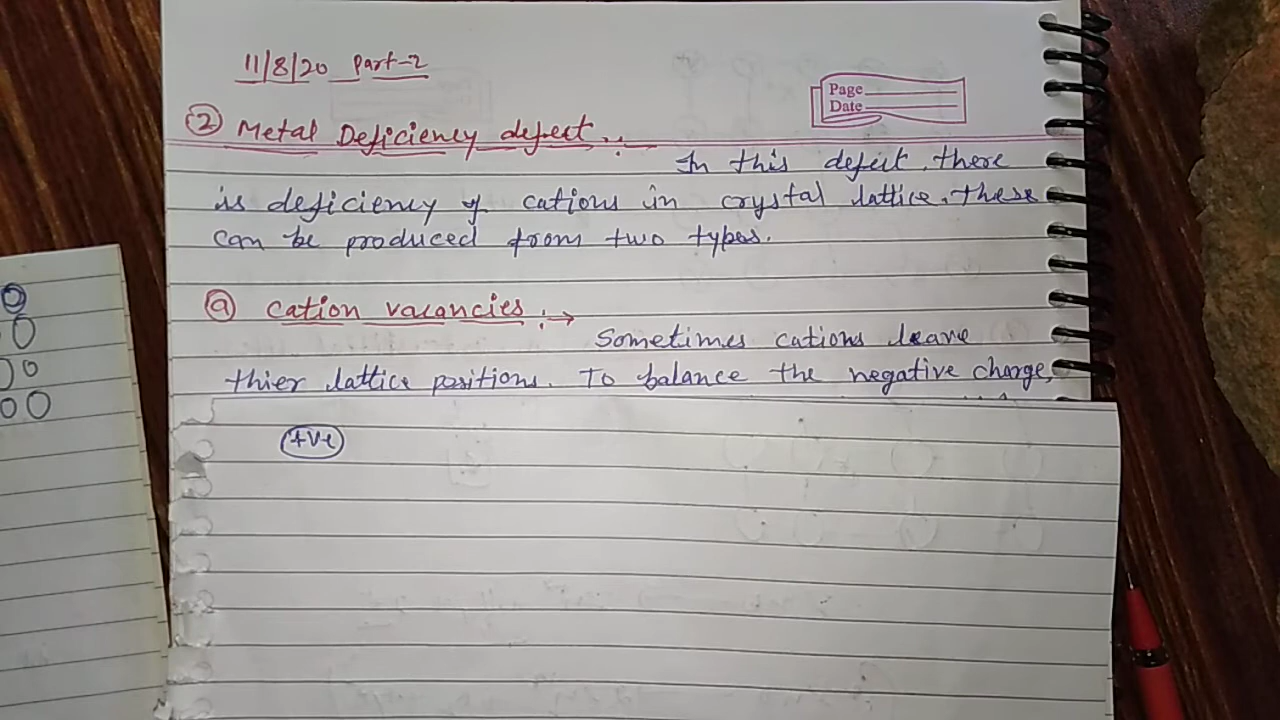 11/8/20 Part-2
Page
Date
② Metal Deficiency defect :-
In this defect, there
is deficiency of cations in crystal lattice. These
can be produced from two types.
ⓐ Cation vacancies :→
Sometimes cations leave
thier lattice positions. To balance the negative charge,
+ve